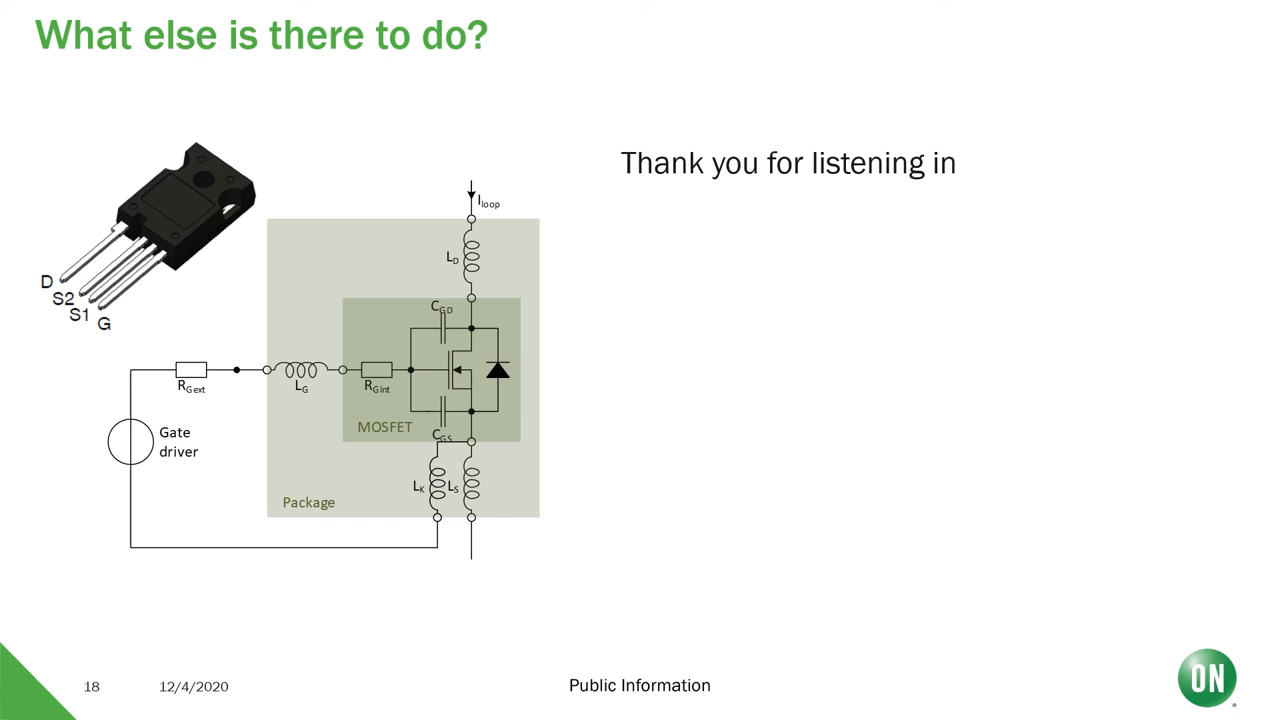 What else is there to do?
Thank you for listening in
D
S2
S1
G
Iloop
LD
CGD
RGext
LG
RGint
MOSFET
CGS
Gate
driver
LK
LS
Package
18
12/4/2020
Public Information
ON